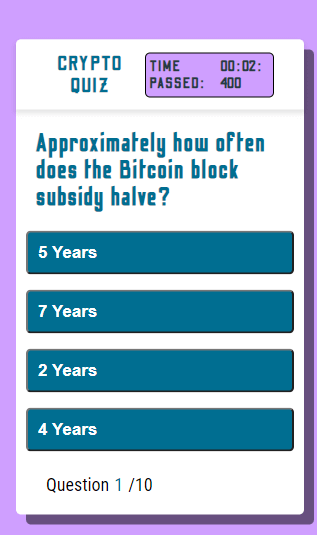 CRYPTO
QUIZ
TIME 00:02:
PASSED: 400
Approximately how often
does the Bitcoin block
subsidy halve?
5 Years
7 Years
2 Years
4 Years
Question 1 /10